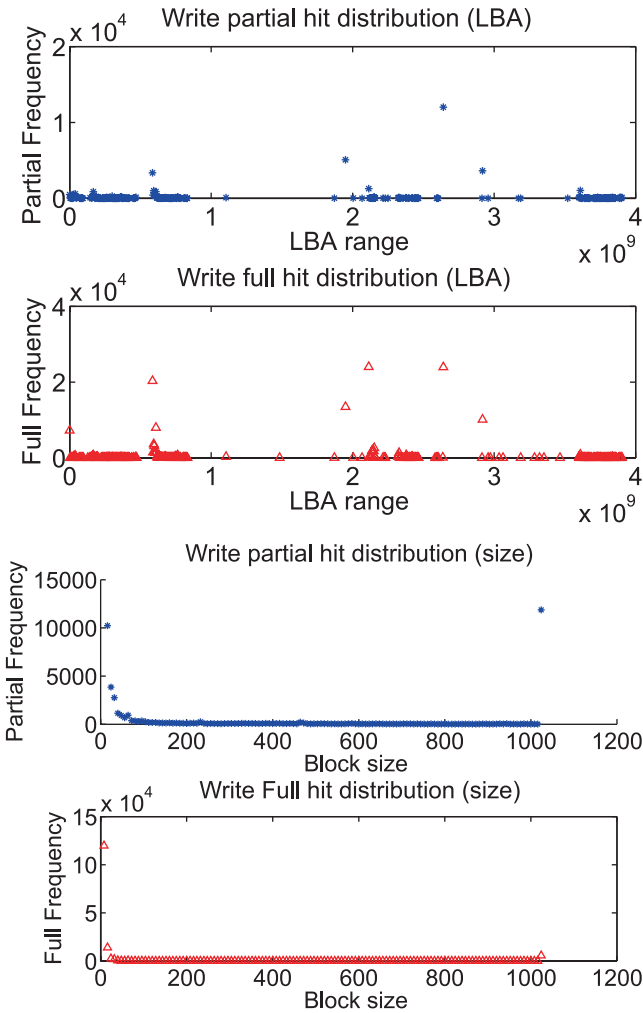 Write partial hit distribution (LBA)
x 10^4
Partial Frequency
2
1
0
0 1 2 3 4
LBA range
x 10^9
Write full hit distribution (LBA)
x 10^4
Full Frequency
4
2
0
0 1 2 3 4
LBA range
x 10^9
Write partial hit distribution (size)
Partial Frequency
15000
10000
5000
0
0 200 400 600 800 1000 1200
Block size
Write Full hit distribution (size)
x 10^4
Full Frequency
15
10
5
0
0 200 400 600 800 1000 1200
Block size